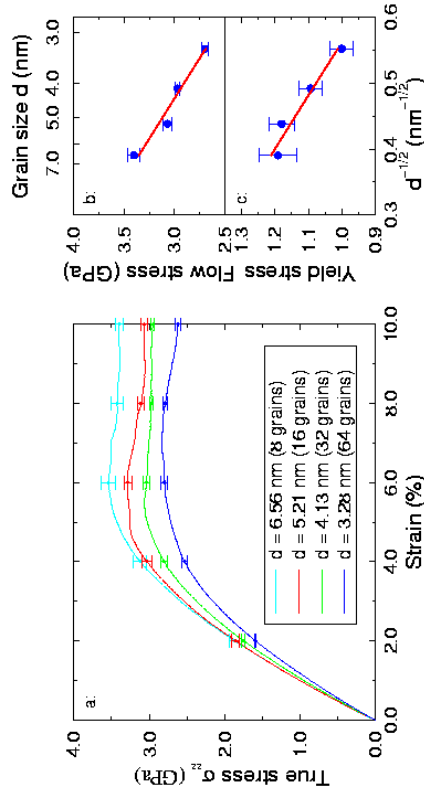 a:
True stress σzz (GPa)
4.0
3.0
2.0
1.0
0.0
0.0 2.0 4.0 6.0 8.0 10.0
Strain (%)
d = 6.56 nm (8 grains)
d = 5.21 nm (16 grains)
d = 4.13 nm (32 grains)
d = 3.28 nm (64 grains)
Grain size d (nm)
7.0 5.0 4.0 3.0
b:
Flow stress (GPa)
4.0
3.0
2.5
c:
Yield stress
1.3
1.2
1.1
1.0
0.9
0.3 0.4 0.5 0.6
d⁻¹/² (nm⁻¹/²)